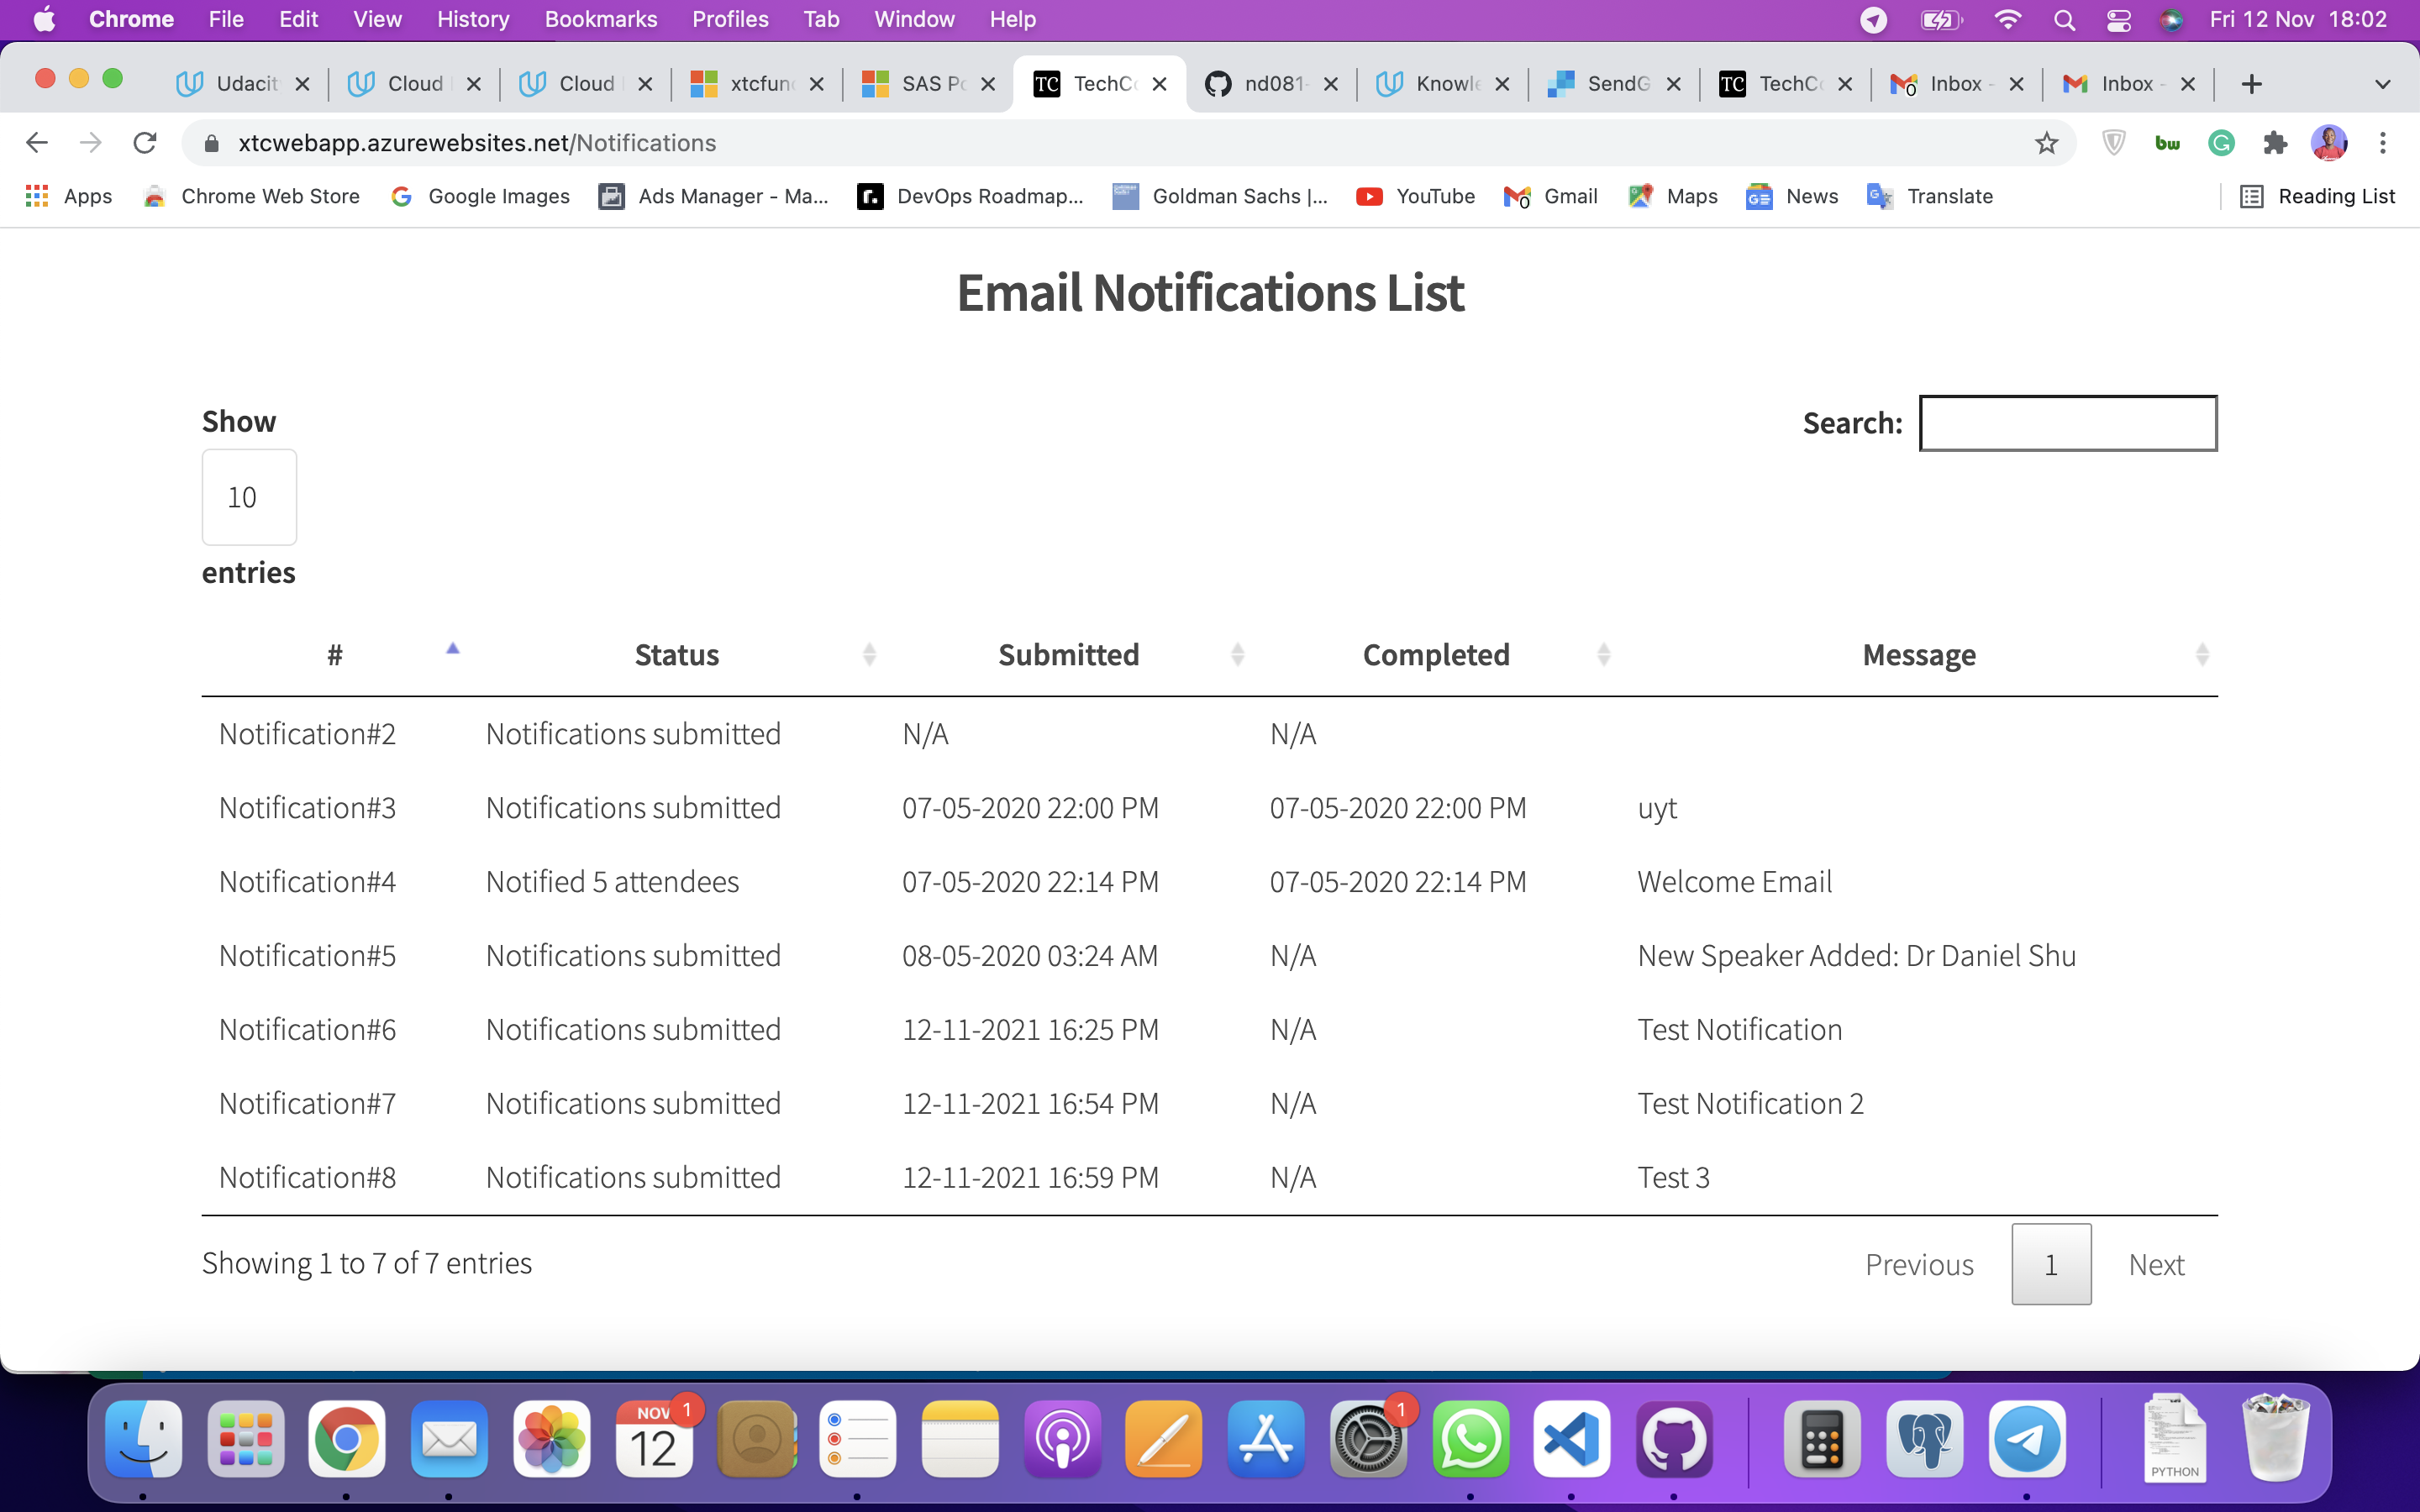 Chrome File Edit View History Bookmarks Profiles Tab Window Help Fri 12 Nov 18:02
Udacit Cloud Cloud xtcfun SAS Po TechCo nd081- Knowle SendG TechCo Inbox - Inbox -
xtcwebapp.azurewebsites.net/Notifications
Apps Chrome Web Store Google Images Ads Manager - Ma... DevOps Roadmap... Goldman Sachs |... YouTube Gmail Maps News Translate Reading List
Email Notifications List
Show
Search:
10
entries
# Status Submitted Completed Message
Notification#2 Notifications submitted N/A N/A
Notification#3 Notifications submitted 07-05-2020 22:00 PM 07-05-2020 22:00 PM uyt
Notification#4 Notified 5 attendees 07-05-2020 22:14 PM 07-05-2020 22:14 PM Welcome Email
Notification#5 Notifications submitted 08-05-2020 03:24 AM N/A New Speaker Added: Dr Daniel Shu
Notification#6 Notifications submitted 12-11-2021 16:25 PM N/A Test Notification
Notification#7 Notifications submitted 12-11-2021 16:54 PM N/A Test Notification 2
Notification#8 Notifications submitted 12-11-2021 16:59 PM N/A Test 3
Showing 1 to 7 of 7 entries
Previous 1 Next
NOV 1
12
1
PYTHON